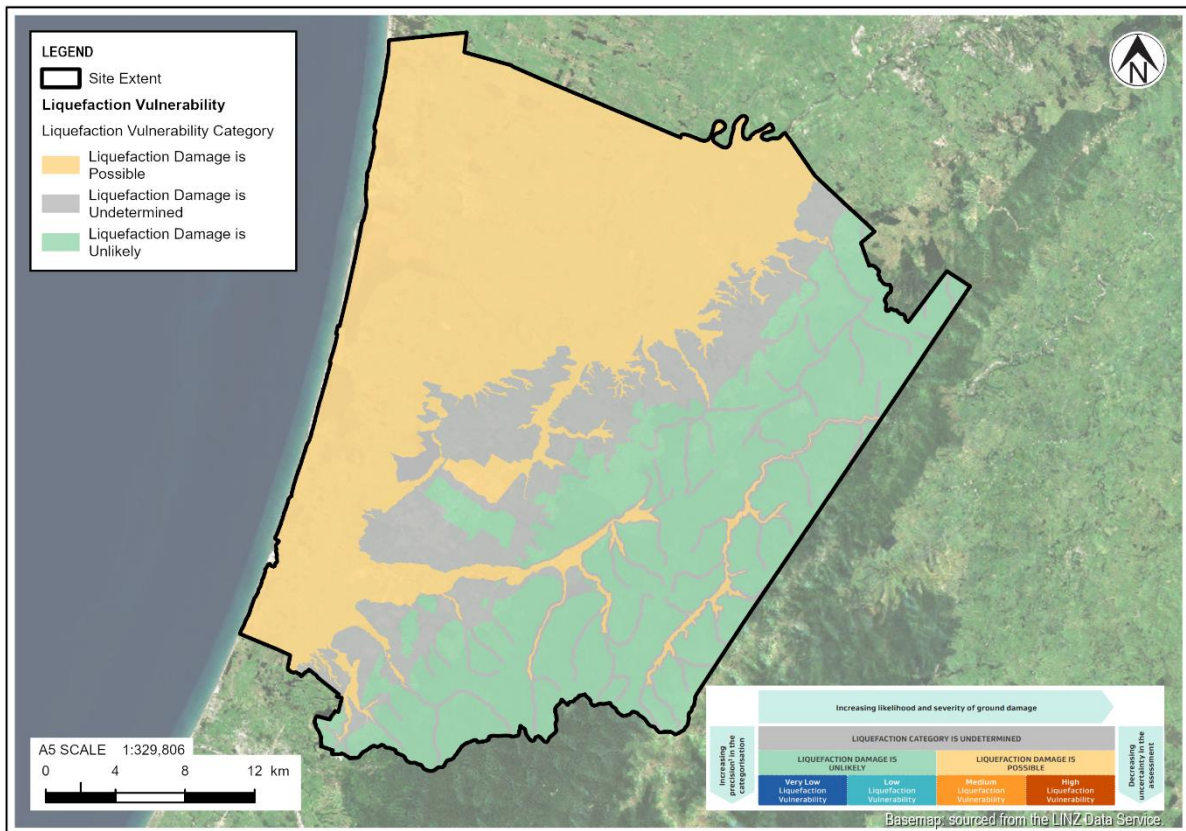 LEGEND
Site Extent
Liquefaction Vulnerability
Liquefaction Vulnerability Category
Liquefaction Damage is
Possible
Liquefaction Damage is
Undetermined
Liquefaction Damage is
Unlikely
N
A5 SCALE 1:329,806
0 4 8 12 km
Increasing likelihood and severity of ground damage
Increasing
precision¹ in the
categorisation
LIQUEFACTION CATEGORY IS UNDETERMINED
LIQUEFACTION DAMAGE IS
UNLIKELY
LIQUEFACTION DAMAGE IS
POSSIBLE
Very Low
Liquefaction
Vulnerability
Low
Liquefaction
Vulnerability
Medium
Liquefaction
Vulnerability
High
Liquefaction
Vulnerability
Decreasing
uncertainty in the
assessment
Basemap: sourced from the LINZ Data Service.